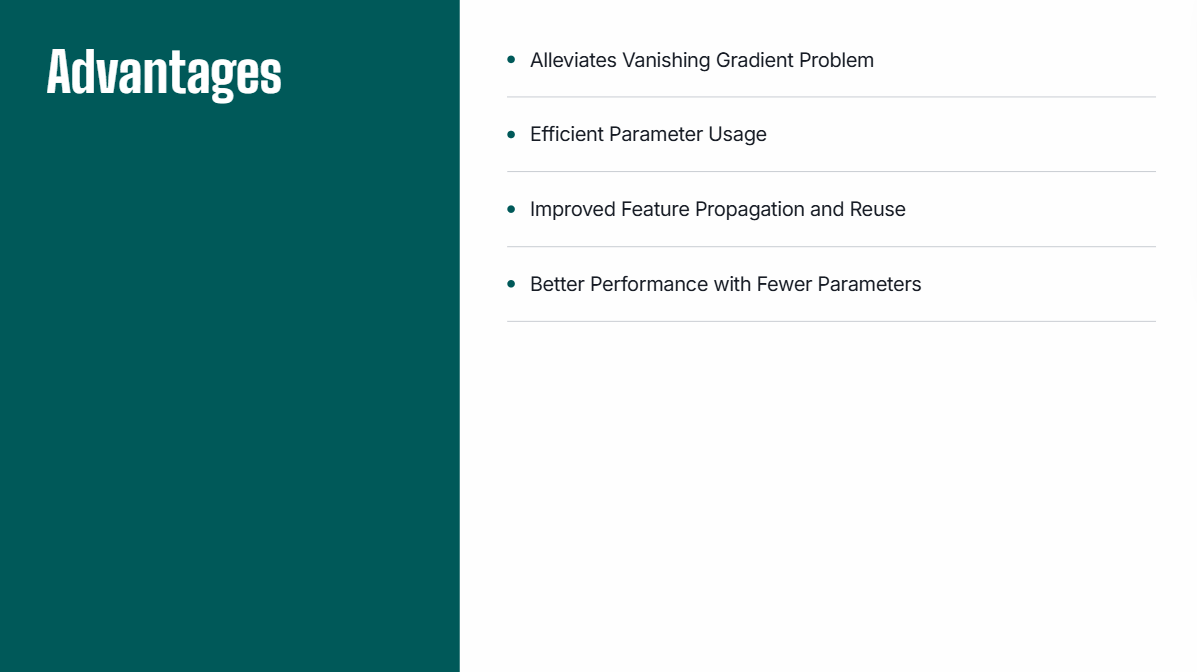 Advantages
• Alleviates Vanishing Gradient Problem
• Efficient Parameter Usage
• Improved Feature Propagation and Reuse
• Better Performance with Fewer Parameters